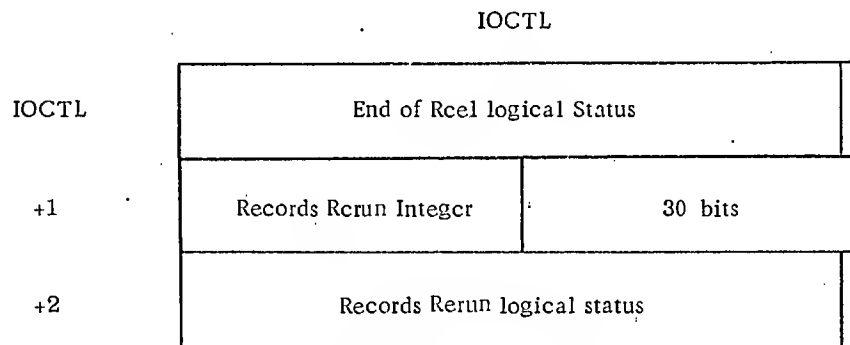 IOCTL
IOCTL End of Reel logical Status
+1 Records Rerun Integer 30 bits
+2 Records Rerun logical status